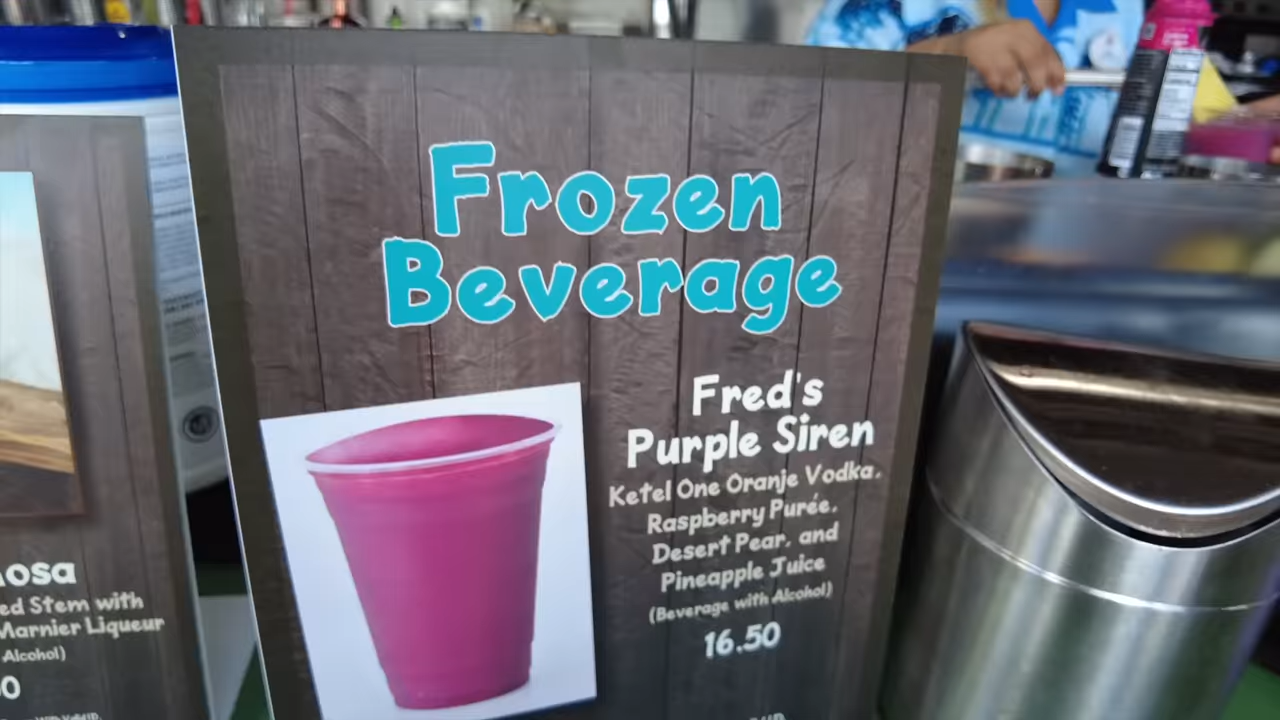 Frozen
Beverage
Fred's
Purple Siren
Ketel One Oranje Vodka,
Raspberry Purée,
Desert Pear, and
Pineapple Juice
(Beverage with Alcohol)
16.50
ed Stem with
Marnier Liqueur
Alcohol)